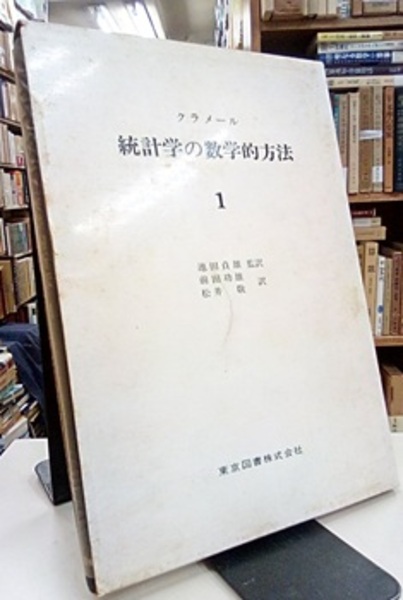 クラメール
統計学の数学的方法
1
池田貞雄 監訳
前田功雄
松井 敬 訳
東京図書株式会社